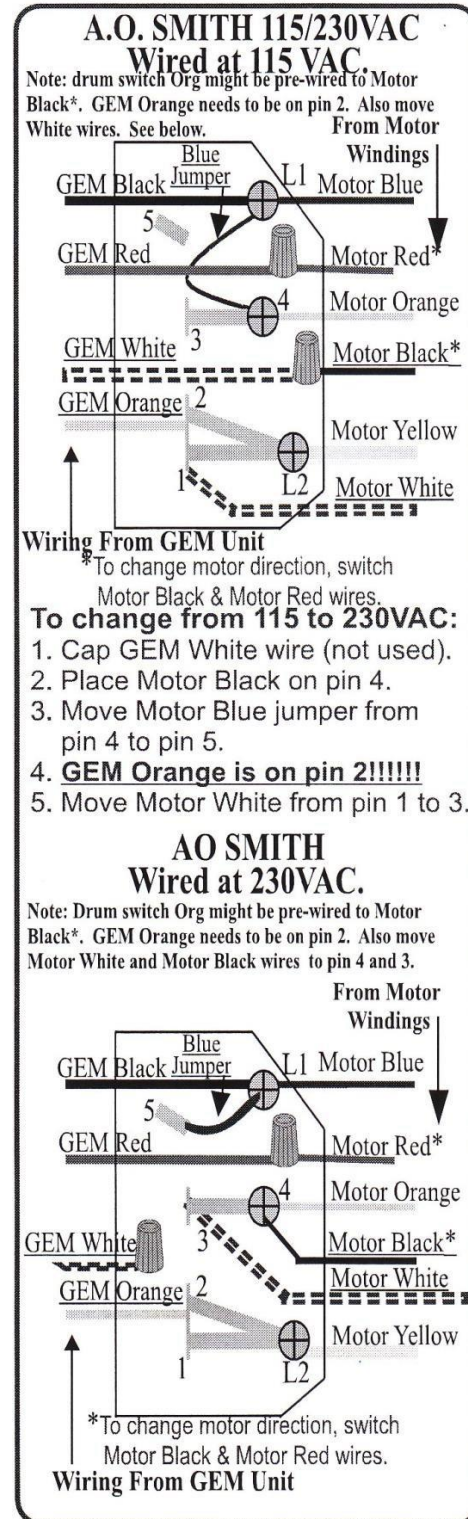 A.O. SMITH 115/230VAC
Wired at 115 VAC.
Note: drum switch Org might be pre-wired to Motor
Black*. GEM Orange needs to be on pin 2. Also move
White wires. See below.
From Motor
Windings
Blue
Jumper
GEM Black
L1
Motor Blue
5
GEM Red
Motor Red*
4
Motor Orange
3
GEM White
Motor Black*
GEM Orange
2
Motor Yellow
1
L2
Motor White
Wiring From GEM Unit
*To change motor direction, switch
Motor Black & Motor Red wires.
To change from 115 to 230VAC:
1. Cap GEM White wire (not used).
2. Place Motor Black on pin 4.
3. Move Motor Blue jumper from
pin 4 to pin 5.
4. GEM Orange is on pin 2!!!!!!
5. Move Motor White from pin 1 to 3.
AO SMITH
Wired at 230VAC.
Note: Drum switch Org might be pre-wired to Motor
Black*. GEM Orange needs to be on pin 2. Also move
Motor White and Motor Black wires to pin 4 and 3.
From Motor
Windings
Blue
Jumper
GEM Black
L1
Motor Blue
5
GEM Red
Motor Red*
4
Motor Orange
3
GEM White
Motor Black*
Motor White
GEM Orange
2
Motor Yellow
1
L2
*To change motor direction, switch
Motor Black & Motor Red wires.
Wiring From GEM Unit